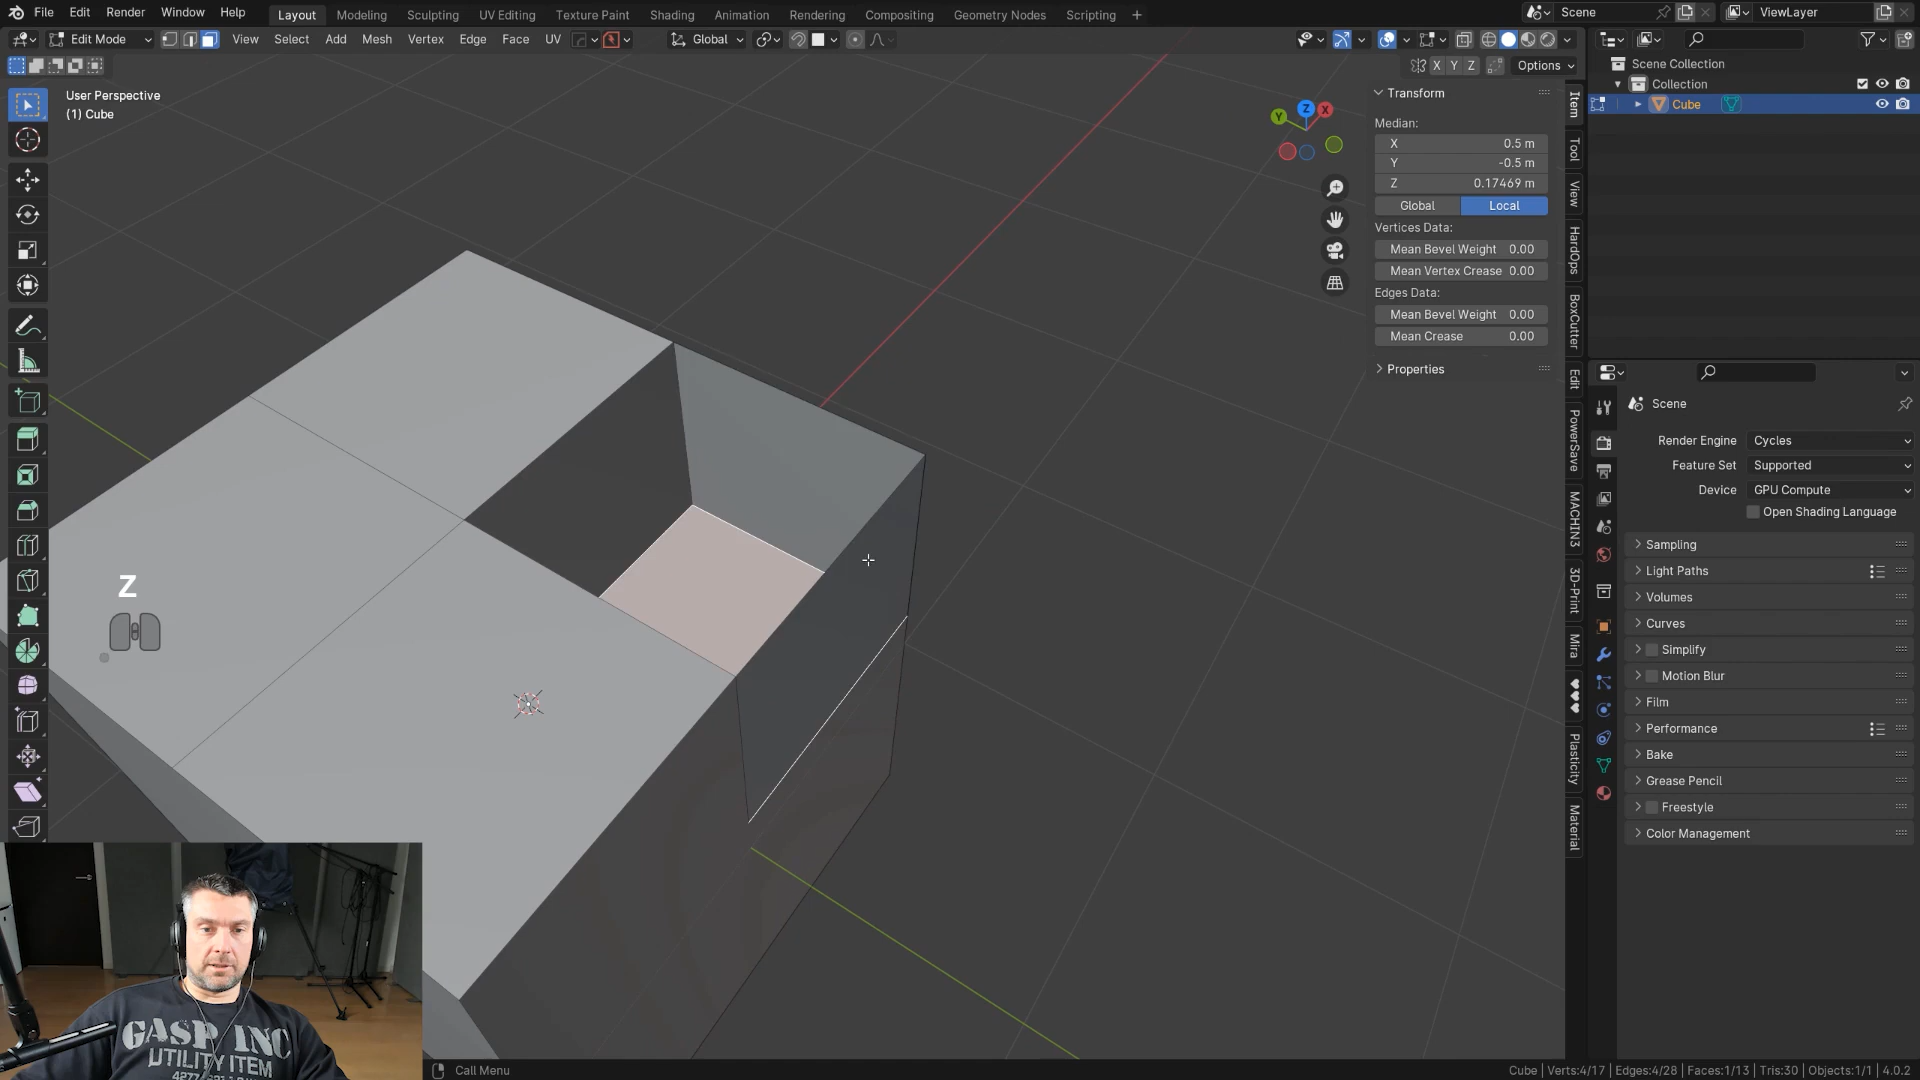 File Edit Render Window Help Layout Modeling Sculpting UV Editing Texture Paint Shading Animation Rendering Compositing Geometry Nodes Scripting + Scene ViewLayer
Edit Mode View Select Add Mesh Vertex Edge Face UV Global
X Y Z Options
User Perspective
(1) Cube
Z
Y
X
Transform
Median:
X 0.5 m
Y -0.5 m
Z 0.17469 m
Global Local
Vertices Data:
Mean Bevel Weight 0.00
Mean Vertex Crease 0.00
Edges Data:
Mean Bevel Weight 0.00
Mean Crease 0.00
Properties
Item
Tool
View
HardOps
BoxCutter
Edit
PowerSave
MACHIN3
3D-Print
Mira
Plasticity
Material
Scene Collection
Collection
Cube
Scene
Render Engine Cycles
Feature Set Supported
Device GPU Compute
Open Shading Language
Sampling
Light Paths
Volumes
Curves
Simplify
Motion Blur
Film
Performance
Bake
Grease Pencil
Freestyle
Color Management
Z
GASP INC
UTILITY ITEM
Call Menu
Cube | Verts:4/17 | Edges:4/28 | Faces:1/13 | Tris:30 | Objects:1/1 | 4.0.2